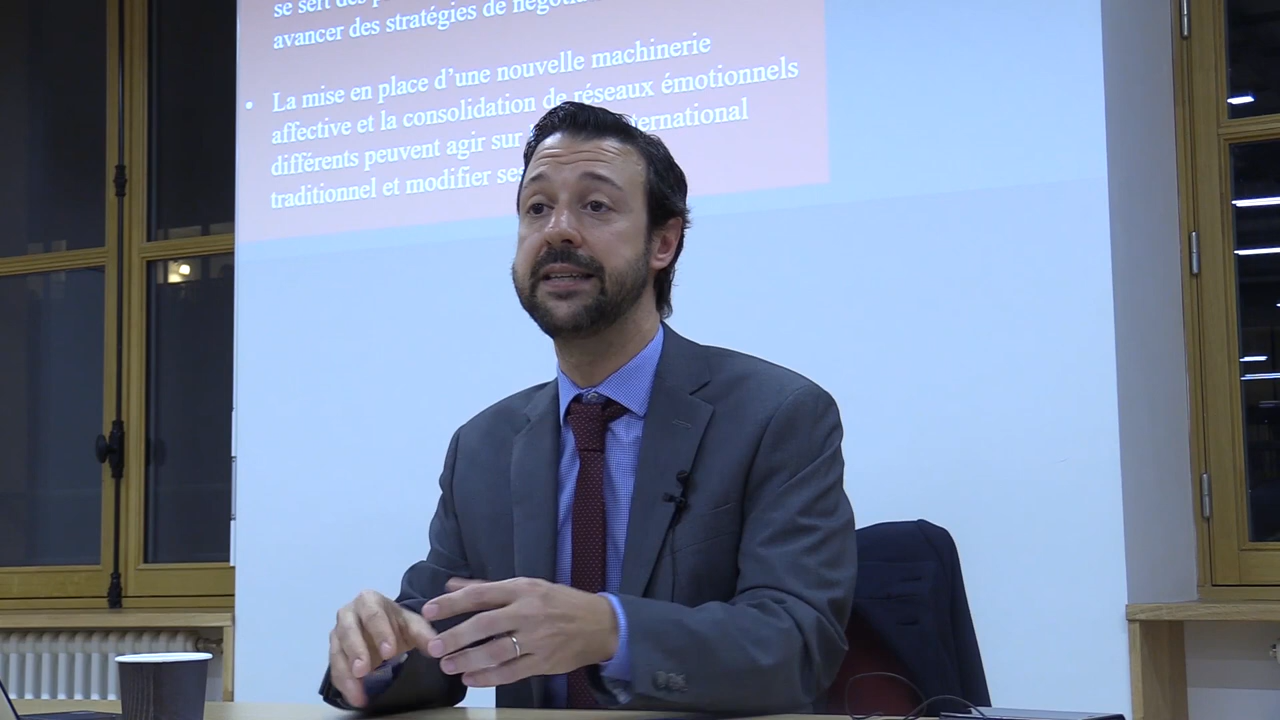 se sert des
avancer des stratégies de
• La mise en place d'une nouvelle machinerie
affective et la consolidation de réseaux émotionnels
différents peuvent agir sur
traditionnel et modifier